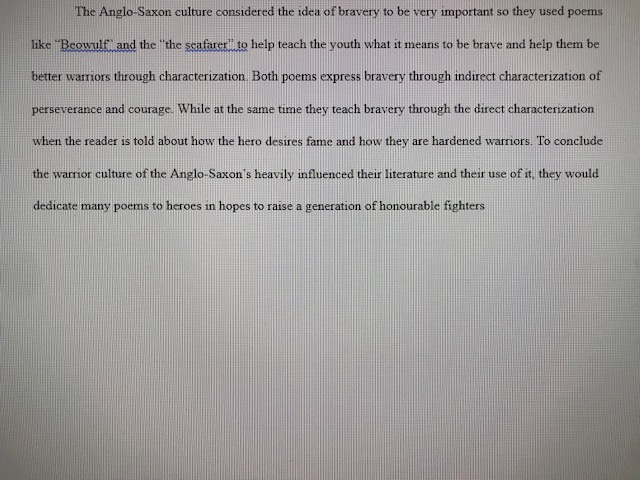 The Anglo-Saxon culture considered the idea of bravery to be very important so they used poems
like "Beowulf" and the "the seafarer" to help teach the youth what it means to be brave and help them be
better warriors through characterization. Both poems express bravery through indirect characterization of
perseverance and courage. While at the same time they teach bravery through the direct characterization
when the reader is told about how the hero desires fame and how they are hardened warriors. To conclude
the warrior culture of the Anglo-Saxon's heavily influenced their literature and their use of it, they would
dedicate many poems to heroes in hopes to raise a generation of honourable fighters